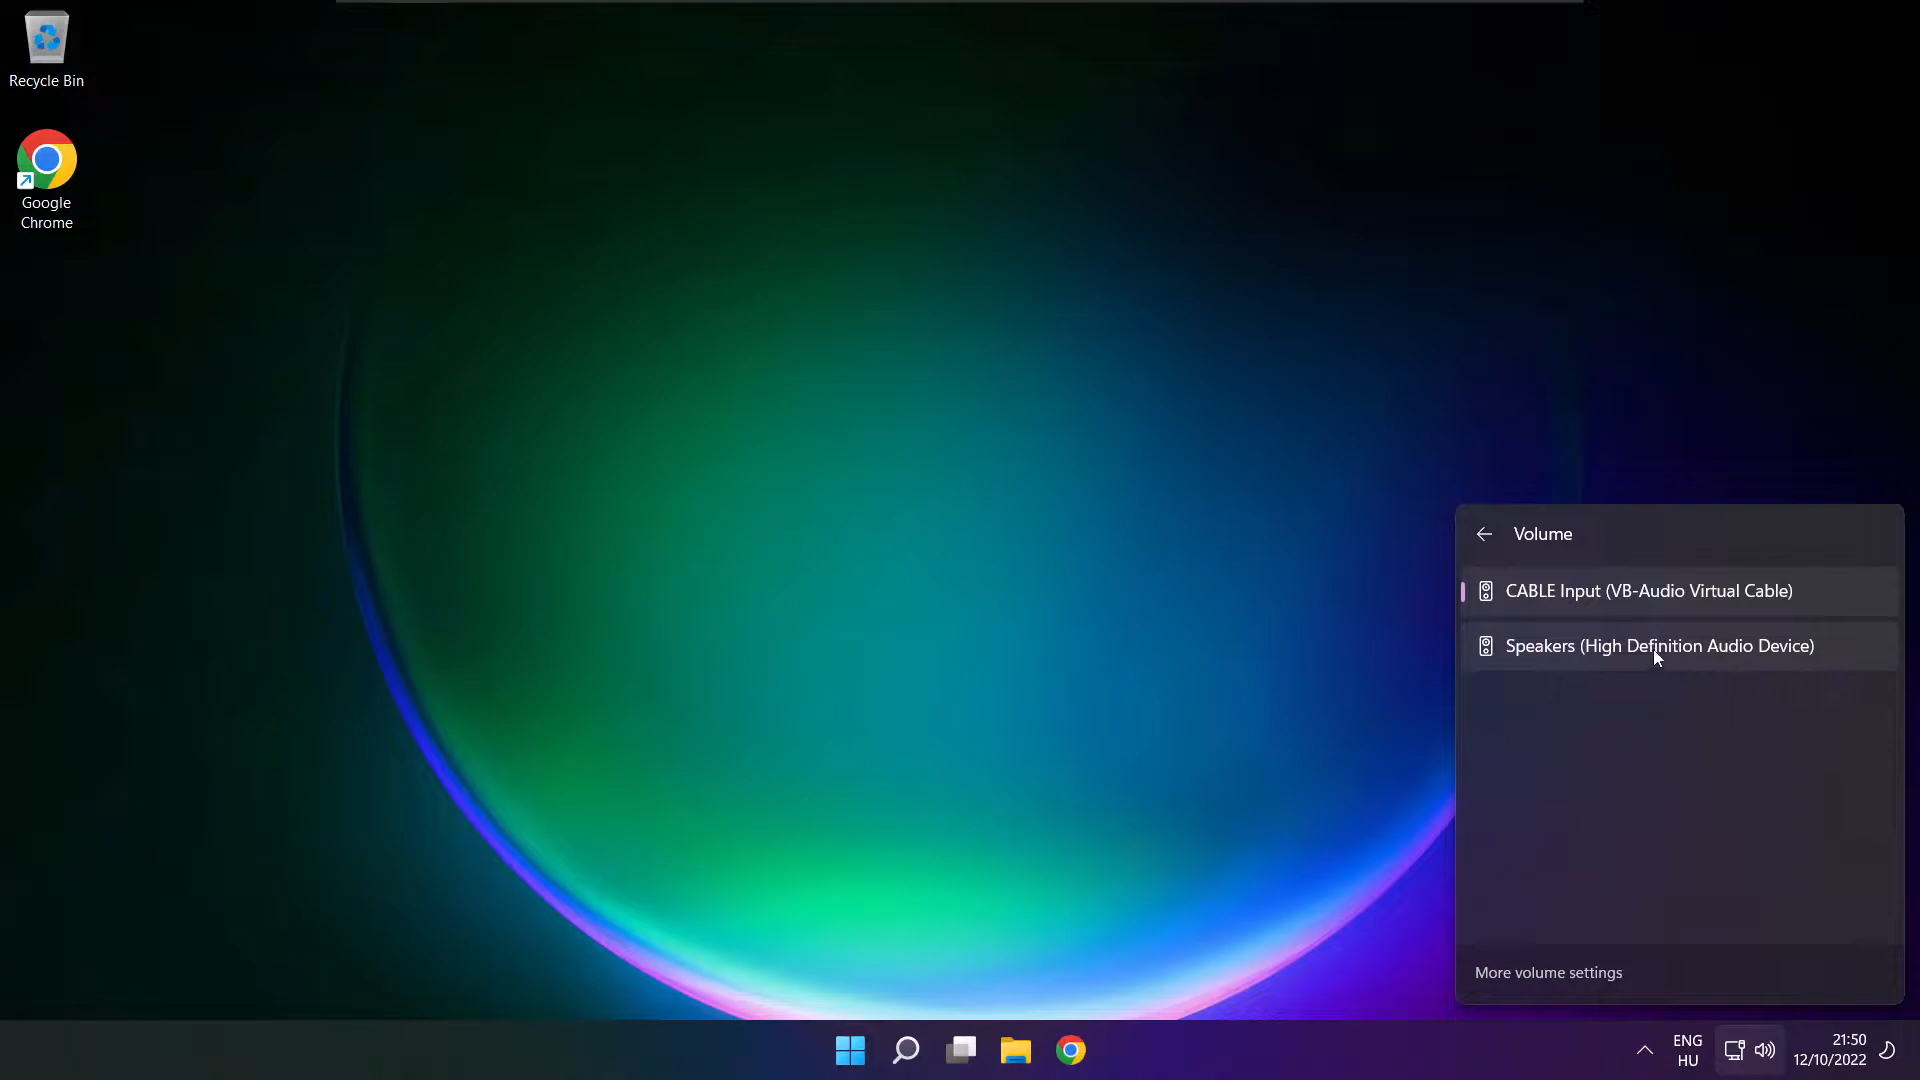 Recycle Bin
Google
Chrome
Volume
CABLE Input (VB-Audio Virtual Cable)
Speakers (High Definition Audio Device)
More volume settings
ENG
HU
21:50
12/10/2022